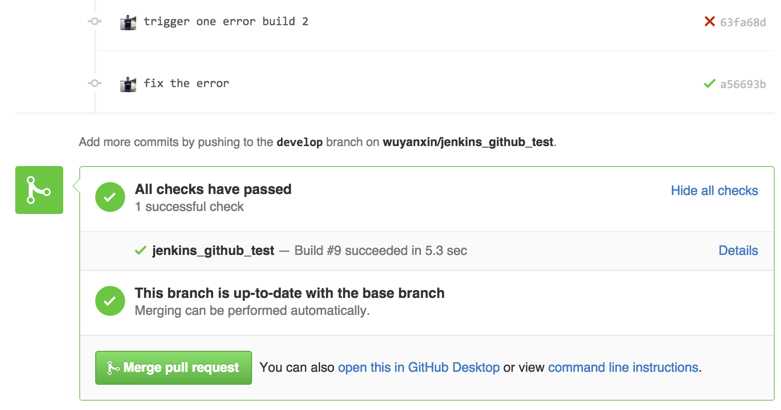 trigger one error build 2 63fa68d
fix the error a56693b
Add more commits by pushing to the develop branch on wuyanxin/jenkins_github_test.
All checks have passed Hide all checks
1 successful check
jenkins_github_test — Build #9 succeeded in 5.3 sec Details
This branch is up-to-date with the base branch
Merging can be performed automatically.
Merge pull request You can also open this in GitHub Desktop or view command line instructions.